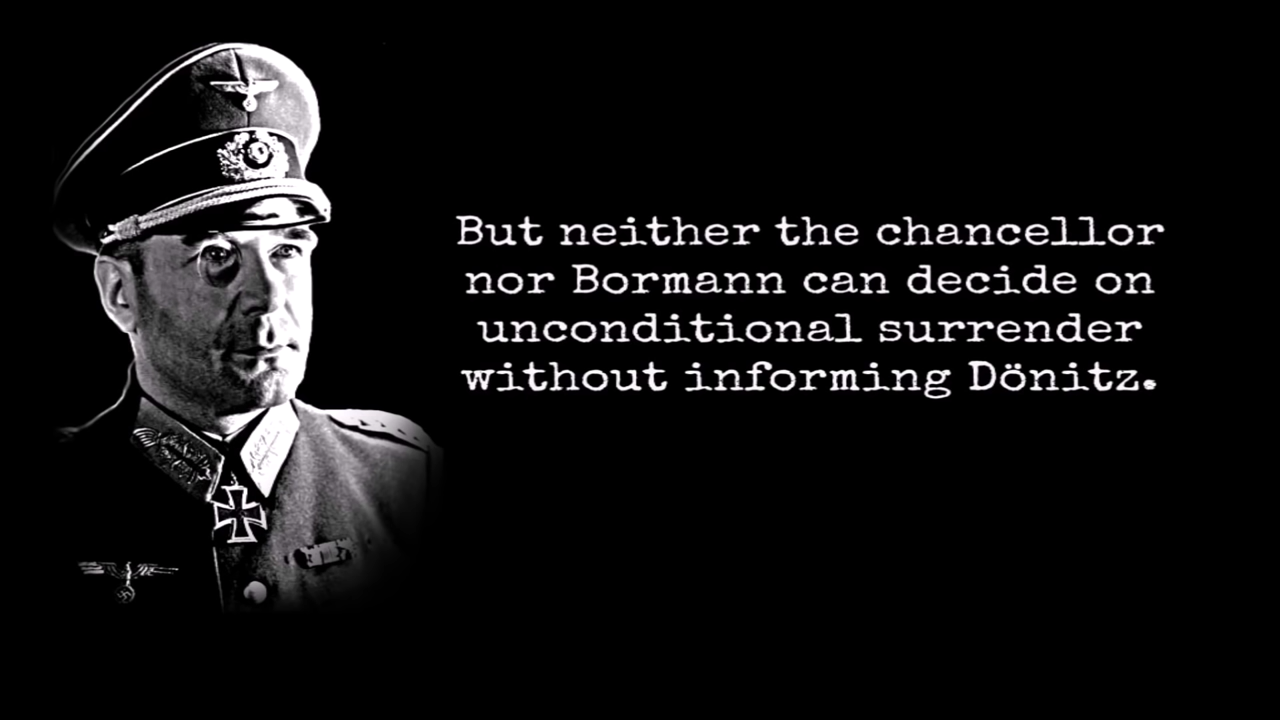 But neither the chancellor
nor Bormann can decide on
unconditional surrender
without informing Dönitz.